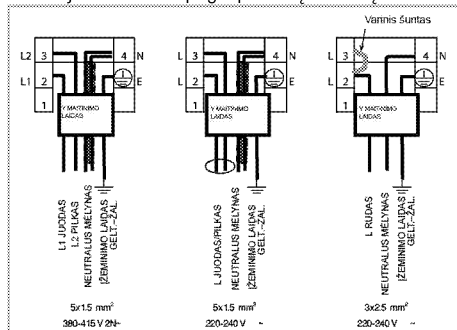 Varinis šuntas
L2 3 4 N
L1 2 E
1
Y MAITINIMO
LAIDAS
L 3 4 N
L 2 E
1
Y MAITINIMO
LAIDAS
L 3 4 N
L 2 E
1
Y MAITINIMO
LAIDAS
L1 JUODAS
L2 PILKAS
NEUTRALUS MĖLYNAS
ĮŽEMINIMO LAIDAS
GELT.–ŽAL.
L JUODAS/PILKAS
NEUTRALUS MĖLYNAS
ĮŽEMINIMO LAIDAS
GELT.–ŽAL.
L RUDAS
NEUTRALUS MĖLYNAS
ĮŽEMINIMO LAIDAS
GELT.–ŽAL.
5x1.5 mm²
380-415 V 2N~
5x1.5 mm²
220-240 V ~
3x2.5 mm²
220-240 V ~